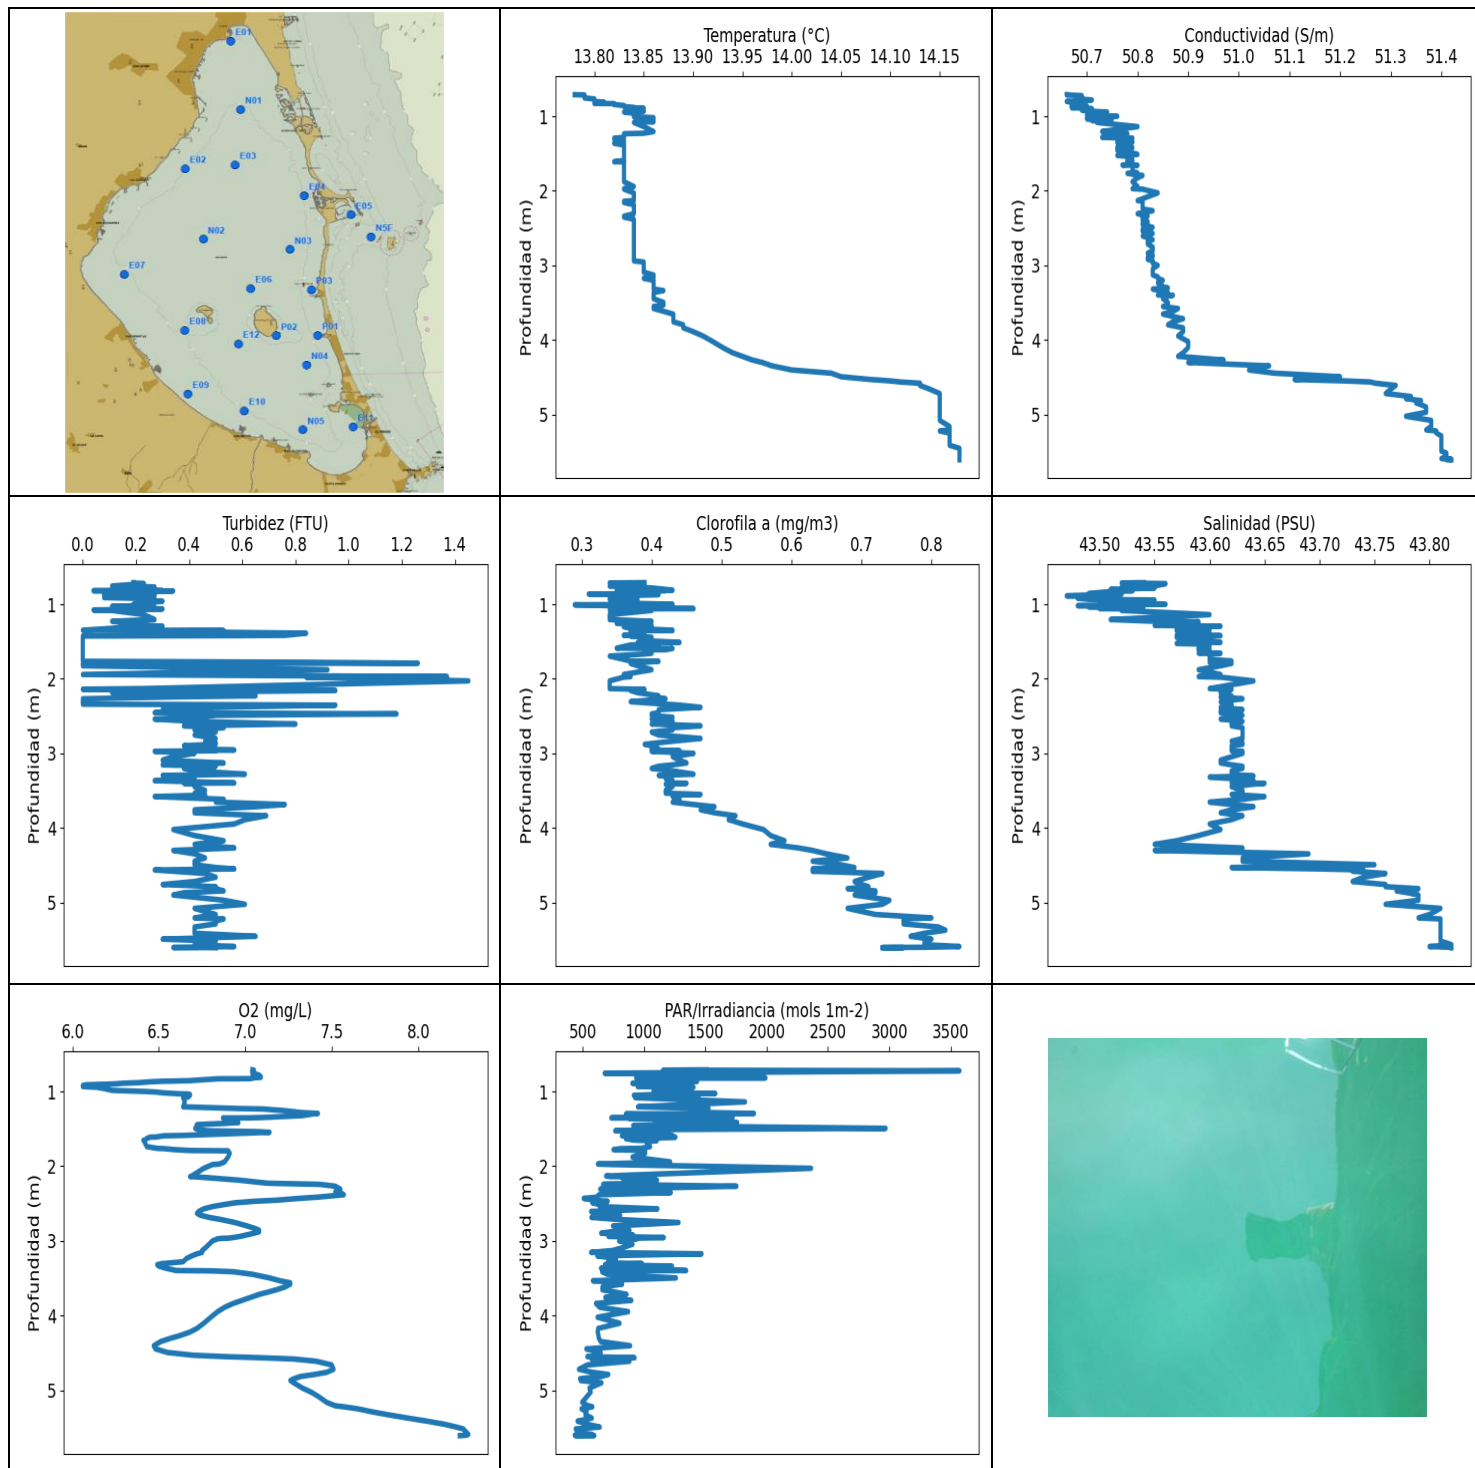 E01
N01
E02
E03
E04
E05
N5F
N02
N03
E07
E06
P03
E08
P02
P01
E12
N04
E09
E10
N05
E11
Temperatura (°C)
13.80 13.85 13.90 13.95 14.00 14.05 14.10 14.15
Profundidad (m)
1
2
3
4
5
Conductividad (S/m)
50.7 50.8 50.9 51.0 51.1 51.2 51.3 51.4
Profundidad (m)
1
2
3
4
5
Turbidez (FTU)
0.0 0.2 0.4 0.6 0.8 1.0 1.2 1.4
Profundidad (m)
1
2
3
4
5
Clorofila a (mg/m3)
0.3 0.4 0.5 0.6 0.7 0.8
Profundidad (m)
1
2
3
4
5
Salinidad (PSU)
43.50 43.55 43.60 43.65 43.70 43.75 43.80
Profundidad (m)
1
2
3
4
5
O2 (mg/L)
6.0 6.5 7.0 7.5 8.0
Profundidad (m)
1
2
3
4
5
PAR/Irradiancia (mols 1m-2)
500 1000 1500 2000 2500 3000 3500
Profundidad (m)
1
2
3
4
5